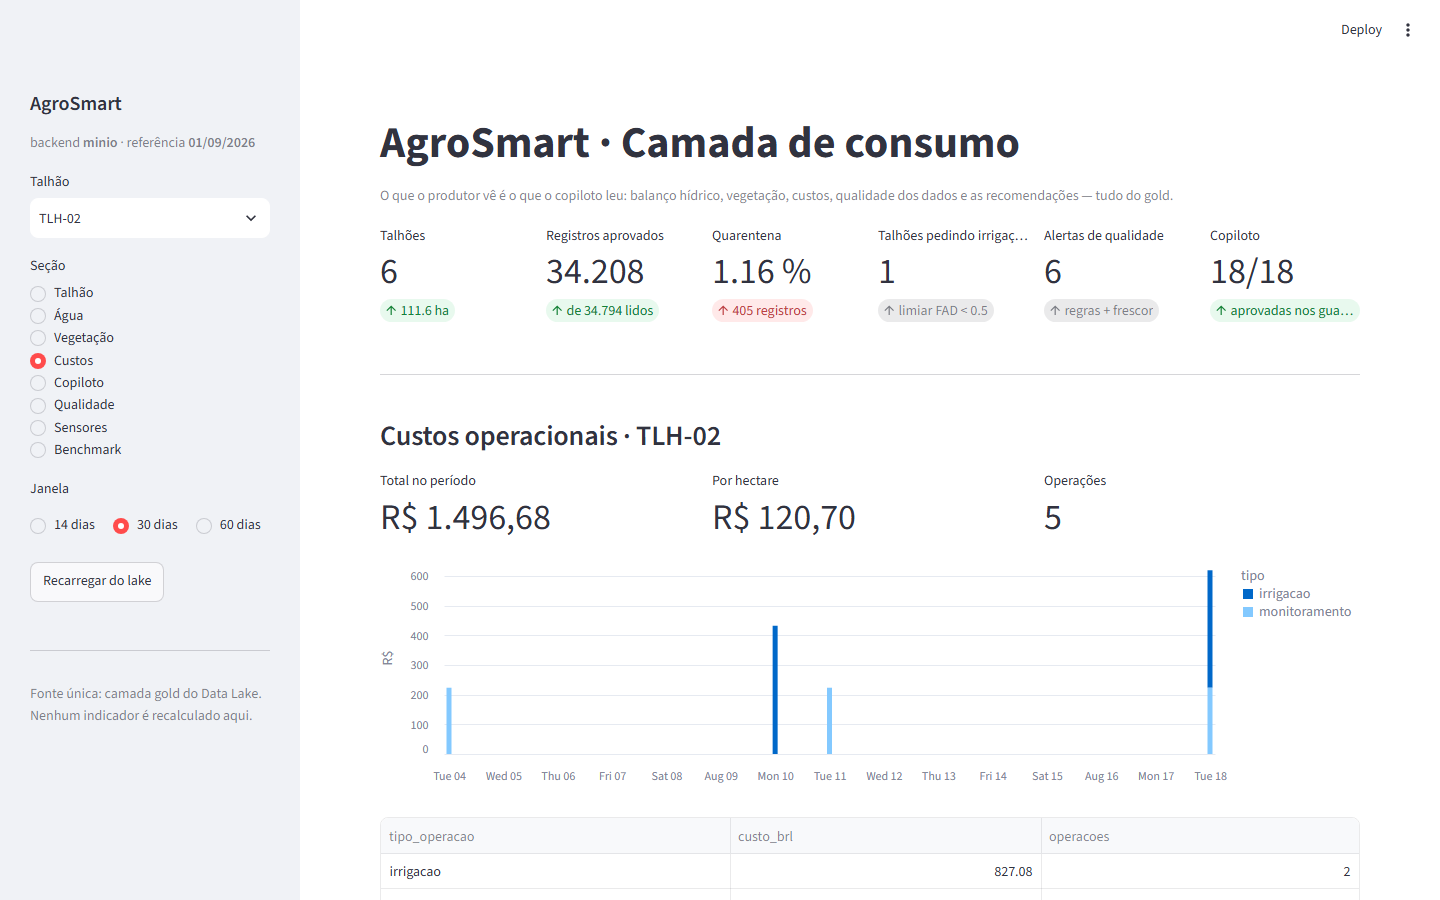 Deploy
AgroSmart
backend minio · referência 01/09/2026
Talhão
TLH-02
Seção
Talhão
Água
Vegetação
Custos
Copiloto
Qualidade
Sensores
Benchmark
Janela
14 dias 30 dias 60 dias
Recarregar do lake
Fonte única: camada gold do Data Lake.
Nenhum indicador é recalculado aqui.
AgroSmart · Camada de consumo
O que o produtor vê é o que o copiloto leu: balanço hídrico, vegetação, custos, qualidade dos dados e as recomendações — tudo do gold.
Talhões Registros aprovados Quarentena Talhões pedindo irrigaç… Alertas de qualidade Copiloto
6 34.208 1.16 % 1 6 18/18
↑ 111.6 ha ↑ de 34.794 lidos ↑ 405 registros ↑ limiar FAD < 0.5 ↑ regras + frescor ↑ aprovadas nos gua…
Custos operacionais · TLH-02
Total no período Por hectare Operações
R$ 1.496,68 R$ 120,70 5
600
500
400
300
200
100
0
R$
Tue 04 Wed 05 Thu 06 Fri 07 Sat 08 Aug 09 Mon 10 Tue 11 Wed 12 Thu 13 Fri 14 Sat 15 Aug 16 Mon 17 Tue 18
tipo
irrigacao
monitoramento
tipo_operacao custo_brl operacoes
irrigacao 827.08 2